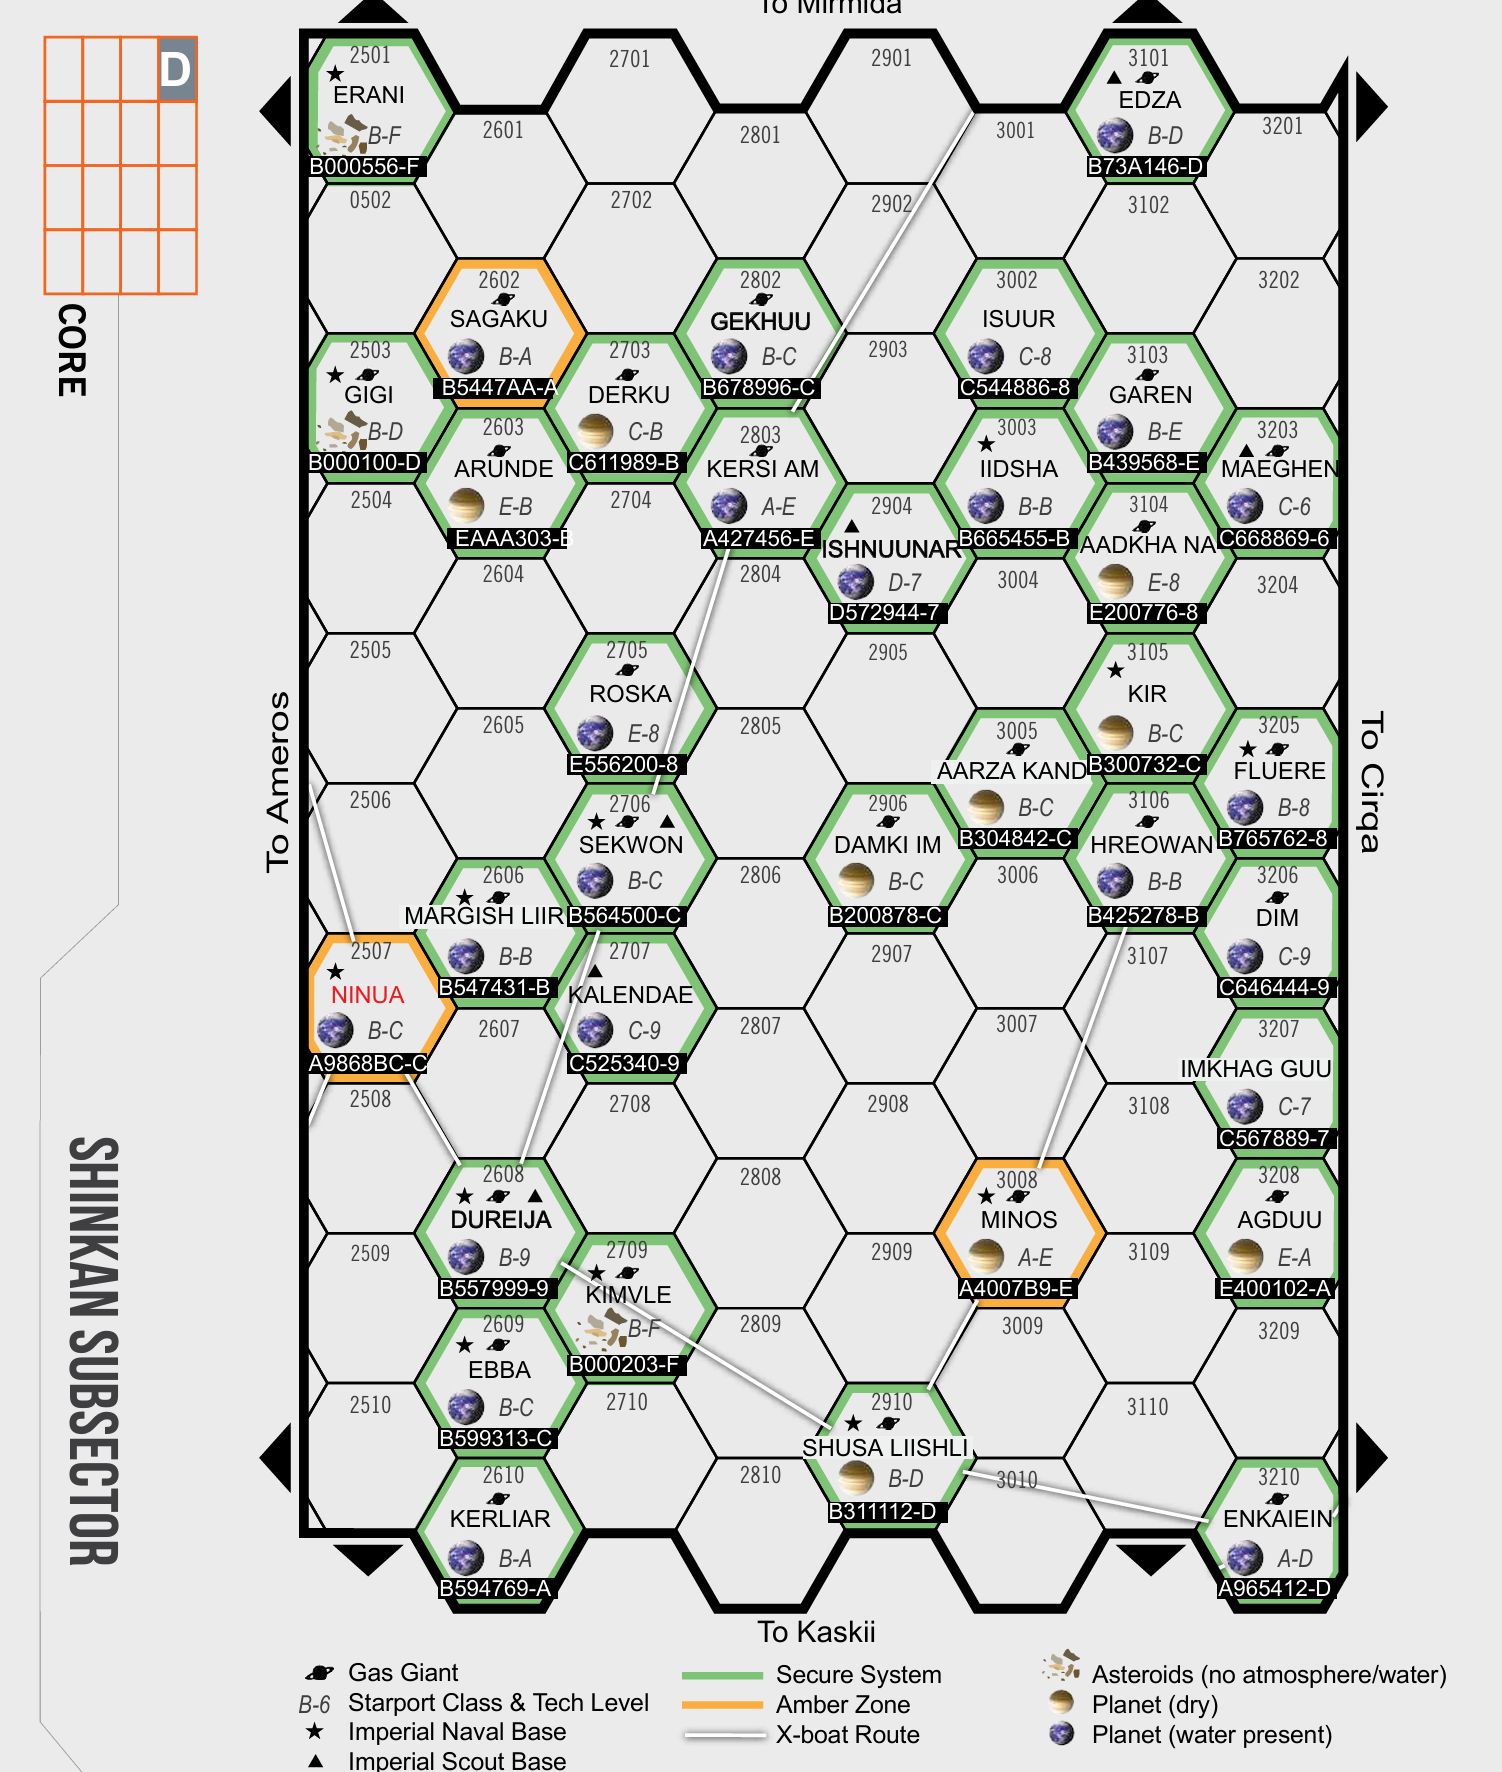 To Mirmida
D
CORE
SHINKAN SUBSECTOR
To Ameros
To Cirqa
2501
ERANI
B-F
B000556-F
2601
2701
2801
2901
3001
3101
EDZA
B-D
B73A146-D
3201
0502
2602
SAGAKU
B-A
B5447AA-A
2702
2802
GEKHUU
B-C
B678996-C
2902
3002
ISUUR
C-8
C544886-8
3102
3202
2503
GIGI
B-D
B000100-D
2603
ARUNDE
E-B
EAAA303-B
2703
DERKU
C-B
C611989-B
2803
KERSI AM
A-E
A427456-E
2903
3003
IIDSHA
B-B
B665455-B
3103
GAREN
B-E
B439568-E
3203
MAEGHEN
C-6
C668869-6
2504
2604
2704
2804
2904
ISHNUUNAR
D-7
D572944-7
3004
3104
AADKHA NA
E-8
E200776-8
3204
2505
2605
2705
ROSKA
E-8
E556200-8
2805
2905
3005
AARZA KAND
B-C
B304842-C
3105
KIR
B-C
B300732-C
3205
FLUERE
B-8
B765762-8
2506
2606
MARGISH LIIR
B-B
B547431-B
2706
SEKWON
B-C
B564500-C
2806
2906
DAMKI IM
B-C
B200878-C
3006
3106
HREOWAN
B-B
B425278-B
3206
DIM
C-9
C646444-9
2507
NINUA
B-C
A9868BC-C
2607
2707
KALENDAE
C-9
C525340-9
2807
2907
3007
3107
3207
IMKHAG GUU
C-7
C567889-7
2508
2608
DUREIJA
B-9
B557999-9
2708
2808
2908
3008
MINOS
A-E
A4007B9-E
3108
3208
AGDUU
E-A
E400102-A
2509
2609
EBBA
B-C
B599313-C
2709
KIMVLE
B-F
B000203-F
2809
2909
3009
3109
3209
2510
2610
KERLIAR
B-A
B594769-A
2710
2810
2910
SHUSA LIISHLI
B-D
B311112-D
3010
3110
3210
ENKAIEIN
A-D
A965412-D
To Kaskii
Gas Giant
B-6 Starport Class & Tech Level
Imperial Naval Base
Imperial Scout Base
Secure System
Amber Zone
X-boat Route
Asteroids (no atmosphere/water)
Planet (dry)
Planet (water present)